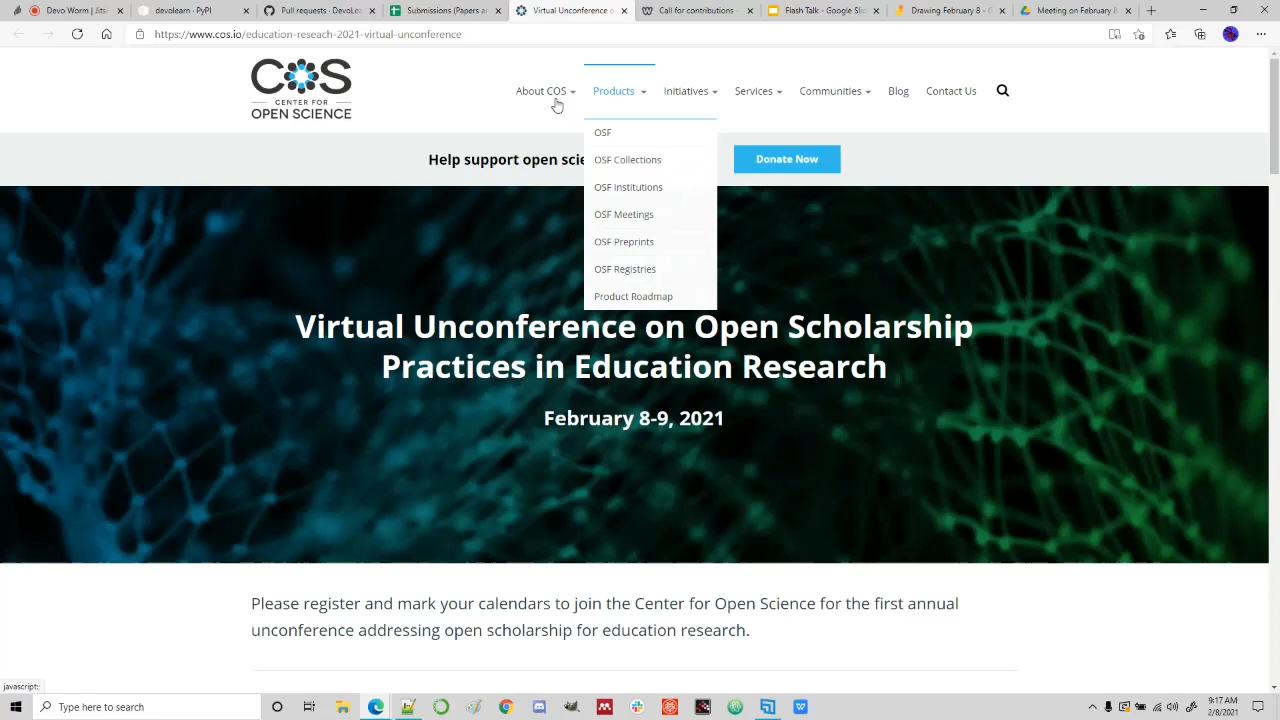 Devo Worm | Jitsi
devolearn · PyPI
Pull requests · DevoLea
Submissions (Papers a
Virtual Unconference o
Call for contributions
Flash Talk - Google Slid
Drawing February 8 - G
Meeting on February 8
https://www.cos.io/education-reseach-2021-virtual-unconference
COS
CENTER FOR
OPEN SCIENCE
About COS
Products
Initiatives
Services
Communities
Blog
Contact Us
Help support open scie
Donate Now
OSF
OSF Collections
OSF Institutions
OSF Meetings
OSF Preprints
OSF Registries
Product Roadmap
Virtual Unconference on Open Scholarship
Practices in Education Research
February 8-9, 2021
Please register and mark your calendars to join the Center for Open Science for the first annual
unconference addressing open scholarship for education research.
javascript:;
Type here to search
9:17 AM
2/8/2021